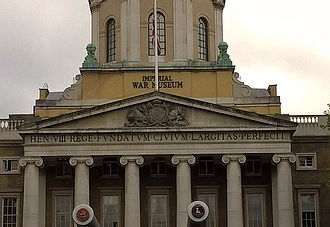 IMPERIAL
WAR MUSEUM
HENR·VIII·REGE·FVNDATVM·CIVIVM·LARGITAS·PERFECIT